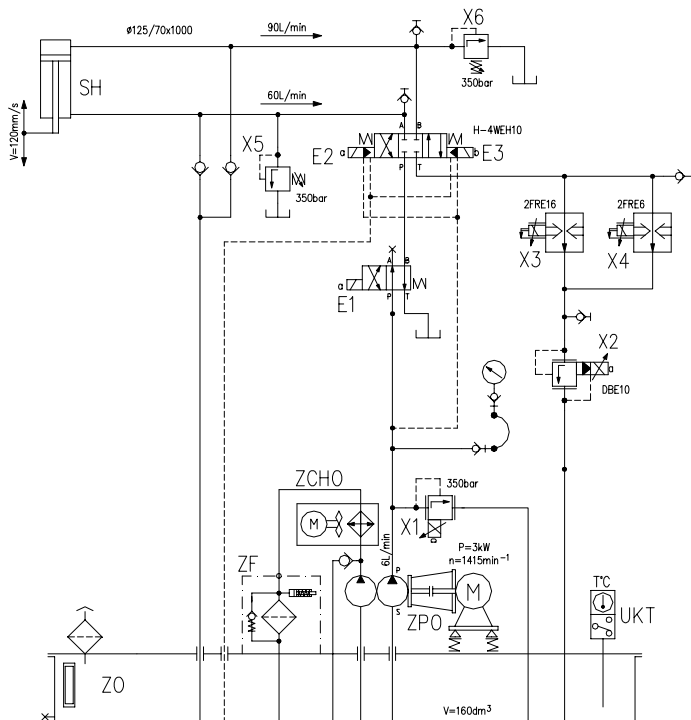 X6
ø125/70x1000
90L/min
350bar
SH
60L/min
V=120mm/s
A B
H-4WEH10
X5
E2
a
b
E3
P T
350bar
2FRE16
2FRE6
X3
X4
A B
a
E1
P T
X2
a
DBE10
ZCHO
350bar
M
X1
6L/min
P
P=3kW
n=1415min⁻¹
ZF
M
S
ZPO
T°C
UKT
ZO
V=160dm³